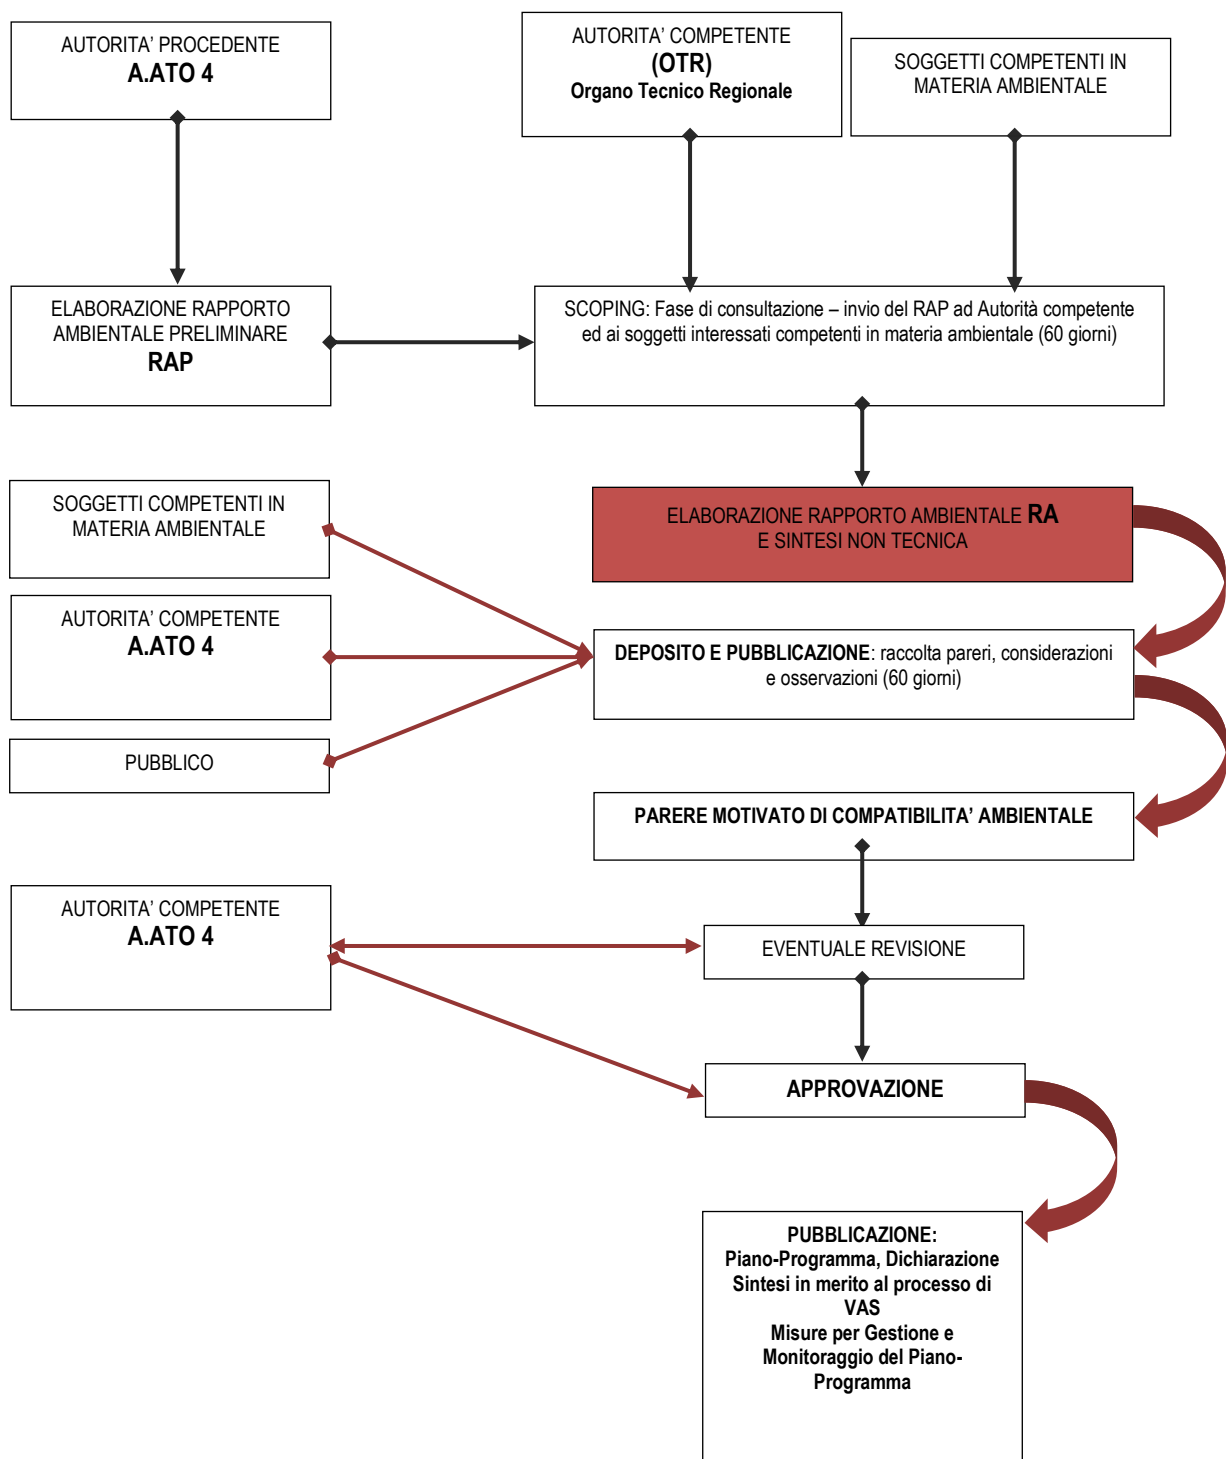 AUTORITA’ PROCEDENTE
A.ATO 4
AUTORITA’ COMPETENTE
(OTR)
Organo Tecnico Regionale
SOGGETTI COMPETENTI IN
MATERIA AMBIENTALE
ELABORAZIONE RAPPORTO
AMBIENTALE PRELIMINARE
RAP
SCOPING: Fase di consultazione – invio del RAP ad Autorità competente
ed ai soggetti interessati competenti in materia ambientale (60 giorni)
SOGGETTI COMPETENTI IN
MATERIA AMBIENTALE
ELABORAZIONE RAPPORTO AMBIENTALE RA
E SINTESI NON TECNICA
AUTORITA’ COMPETENTE
A.ATO 4
DEPOSITO E PUBBLICAZIONE: raccolta pareri, considerazioni
e osservazioni (60 giorni)
PUBBLICO
PARERE MOTIVATO DI COMPATIBILITA’ AMBIENTALE
AUTORITA’ COMPETENTE
A.ATO 4
EVENTUALE REVISIONE
APPROVAZIONE
PUBBLICAZIONE:
Piano-Programma, Dichiarazione
Sintesi in merito al processo di
VAS
Misure per Gestione e
Monitoraggio del Piano-
Programma